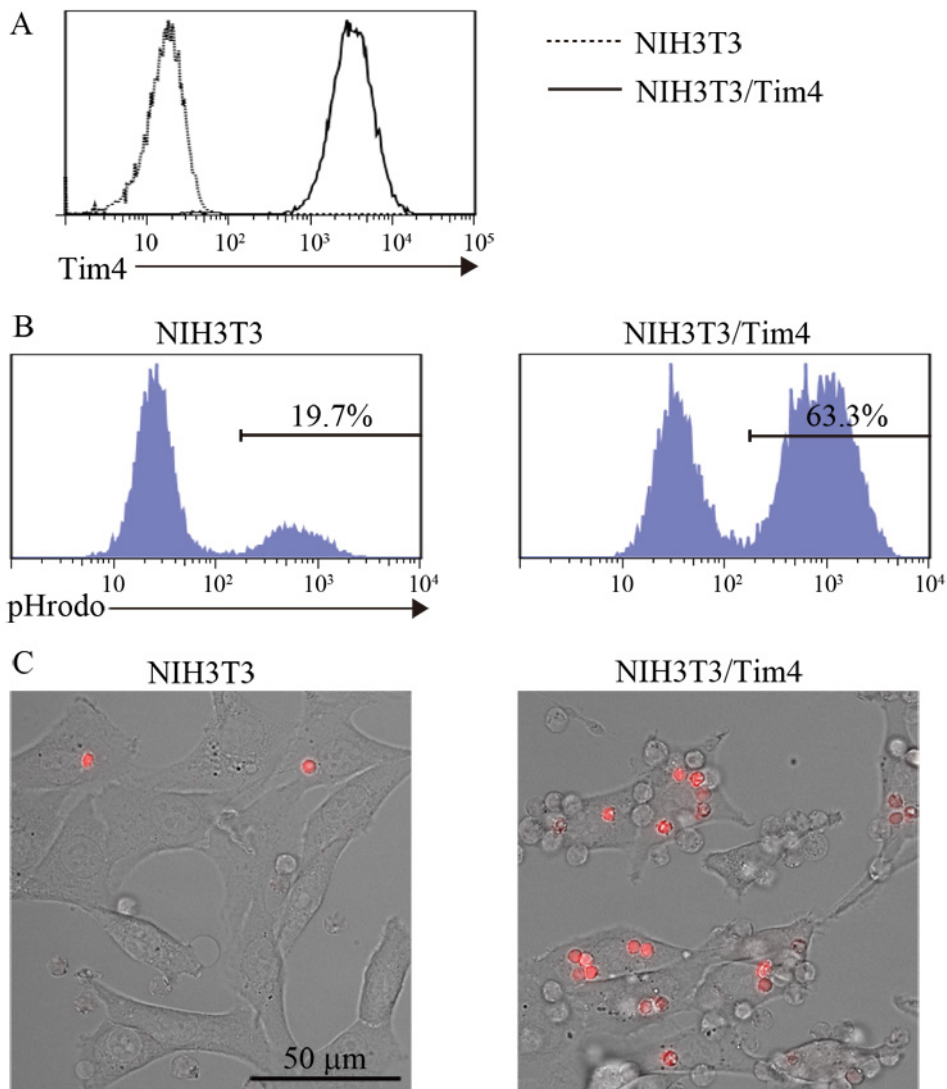 A
NIH3T3
NIH3T3/Tim4
10 10² 10³ 10⁴ 10⁵
Tim4
B
NIH3T3 NIH3T3/Tim4
19.7% 63.3%
10 10² 10³ 10⁴ 10 10² 10³ 10⁴
pHrodo
C
NIH3T3 NIH3T3/Tim4
50 μm